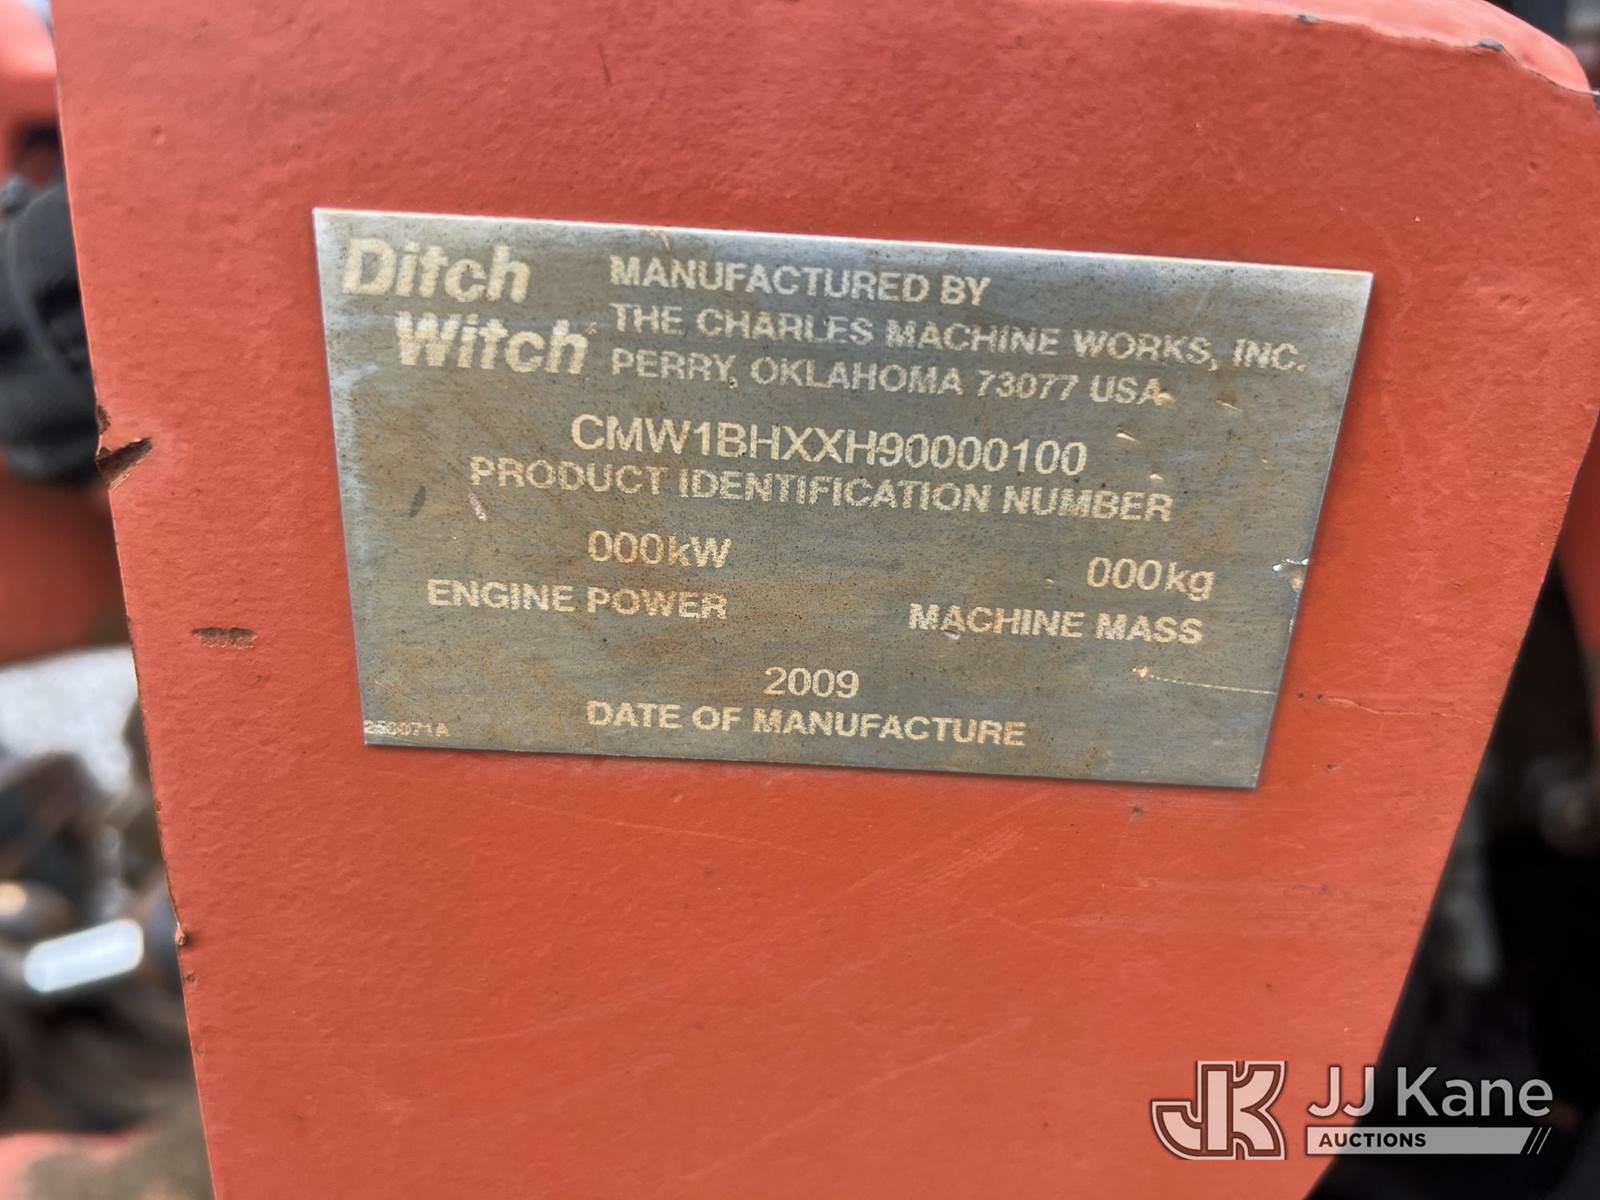 Ditch
Witch
MANUFACTURED BY
THE CHARLES MACHINE WORKS, INC.
PERRY, OKLAHOMA 73077 USA
CMW1BHXXH90000100
PRODUCT IDENTIFICATION NUMBER
000kW
ENGINE POWER
000kg
MACHINE MASS
2009
DATE OF MANUFACTURE
JK JJ Kane
AUCTIONS